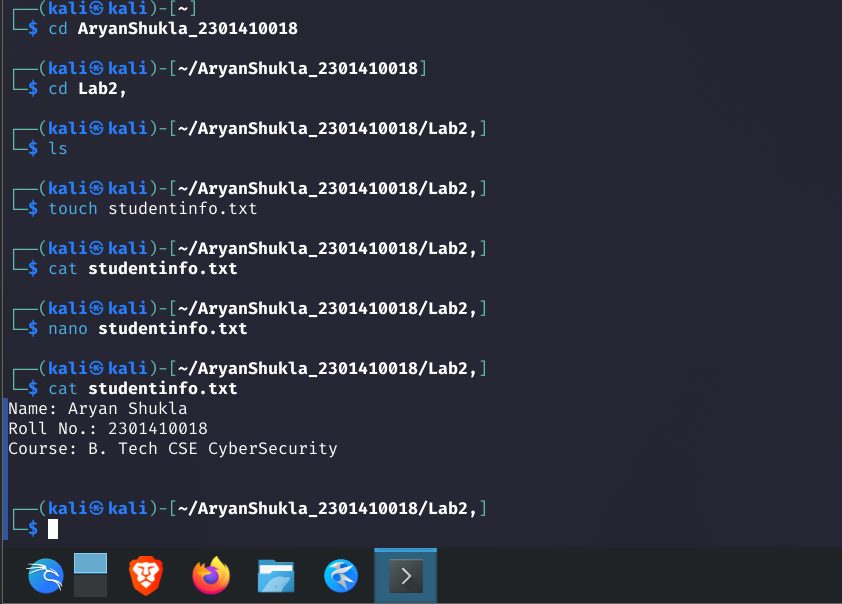 ┌──(kali㉿kali)-[~]
└─$ cd AryanShukla_2301410018
┌──(kali㉿kali)-[~/AryanShukla_2301410018]
└─$ cd Lab2,
┌──(kali㉿kali)-[~/AryanShukla_2301410018/Lab2,]
└─$ ls
┌──(kali㉿kali)-[~/AryanShukla_2301410018/Lab2,]
└─$ touch studentinfo.txt
┌──(kali㉿kali)-[~/AryanShukla_2301410018/Lab2,]
└─$ cat studentinfo.txt
┌──(kali㉿kali)-[~/AryanShukla_2301410018/Lab2,]
└─$ nano studentinfo.txt
┌──(kali㉿kali)-[~/AryanShukla_2301410018/Lab2,]
└─$ cat studentinfo.txt
Name: Aryan Shukla
Roll No.: 2301410018
Course: B. Tech CSE CyberSecurity
┌──(kali㉿kali)-[~/AryanShukla_2301410018/Lab2,]
└─$